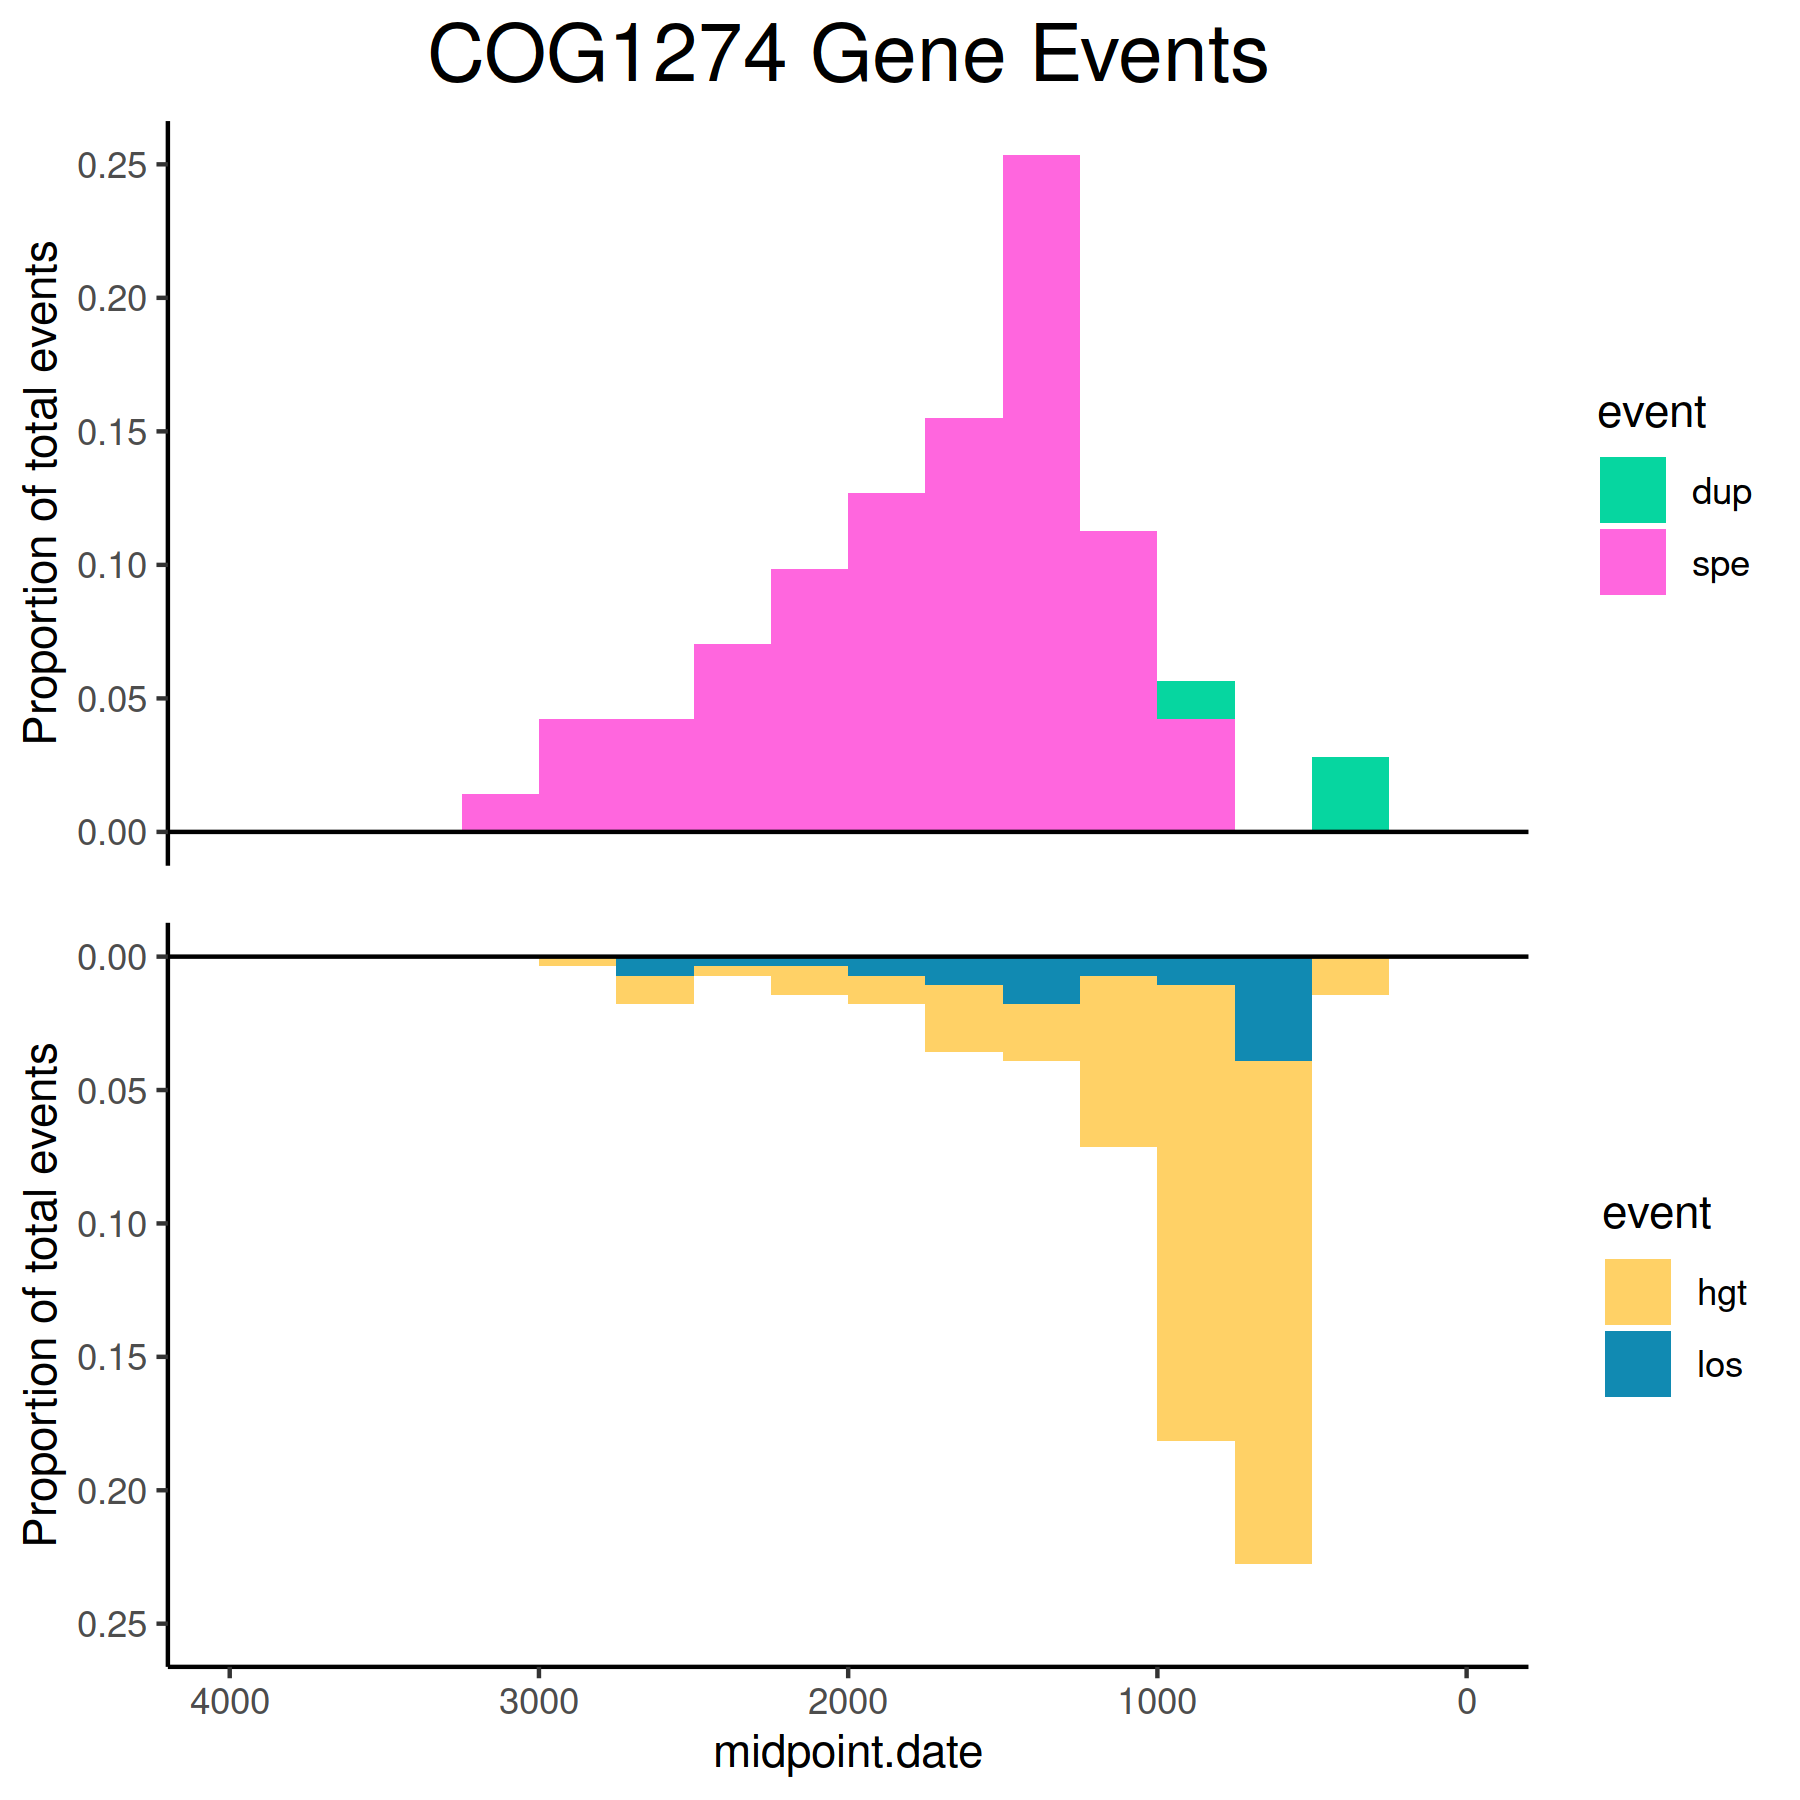 COG1274 Gene Events
Proportion of total events
0.25
0.20
0.15
0.10
0.05
0.00
event
dup
spe
Proportion of total events
0.00
0.05
0.10
0.15
0.20
0.25
event
hgt
los
4000 3000 2000 1000 0
midpoint.date